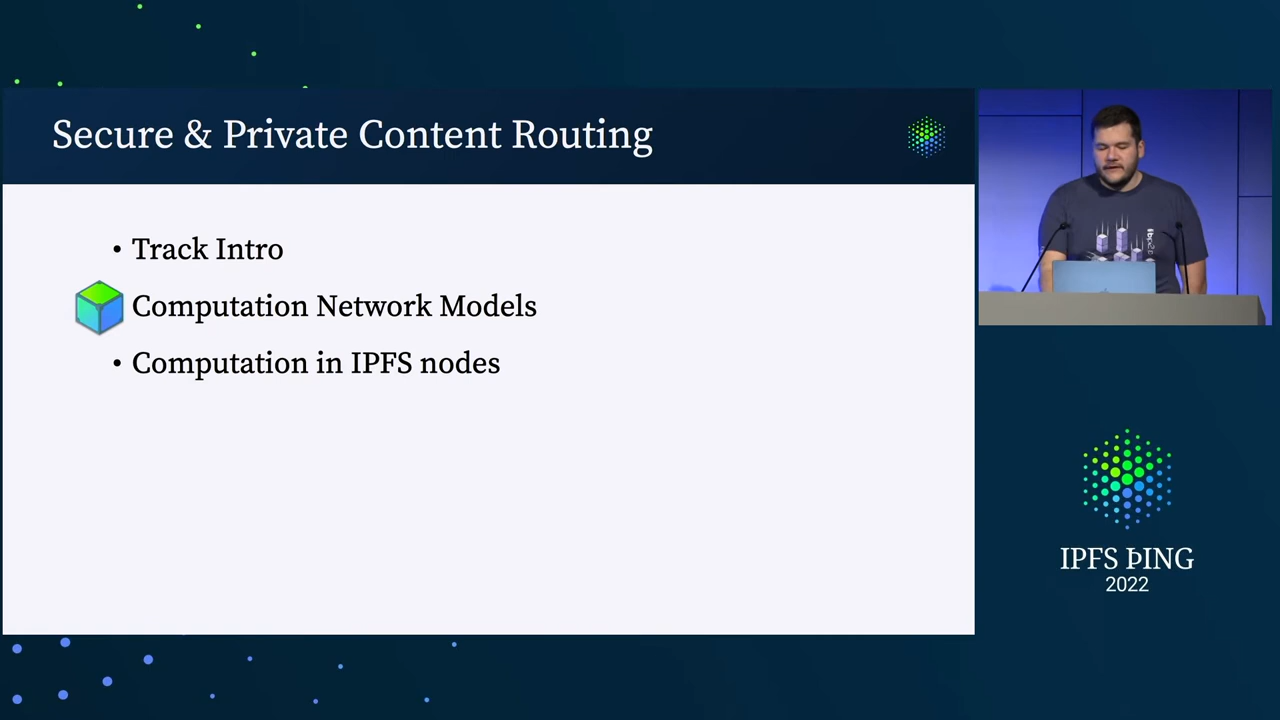 Secure & Private Content Routing
• Track Intro
Computation Network Models
• Computation in IPFS nodes
IPFS ÞING
2022